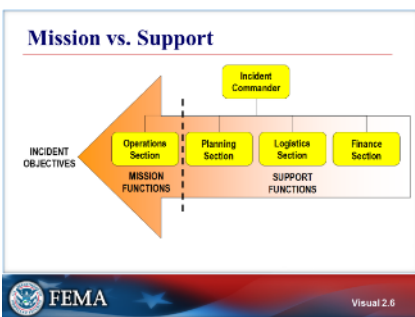 Mission vs. Support
Incident
Commander
Operations
Section
Planning
Section
Logistics
Section
Finance
Section
INCIDENT
OBJECTIVES
MISSION
FUNCTIONS
SUPPORT
FUNCTIONS
FEMA
Visual 2.6